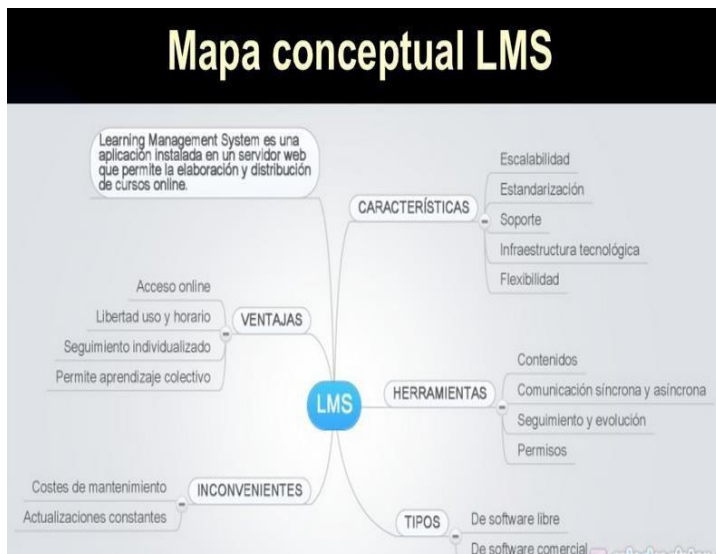 Mapa conceptual LMS
Learning Management System es una
aplicación instalada en un servidor web
que permite la elaboración y distribución
de cursos online.
CARACTERÍSTICAS
Escalabilidad
Estandarización
Soporte
Infraestructura tecnológica
Flexibilidad
Acceso online
Libertad uso y horario
Seguimiento individualizado
Permite aprendizaje colectivo
VENTAJAS
LMS
HERRAMIENTAS
Contenidos
Comunicación síncrona y asíncrona
Seguimiento y evolución
Permisos
Costes de mantenimiento
Actualizaciones constantes
INCONVENIENTES
TIPOS
De software libre
De software comercial